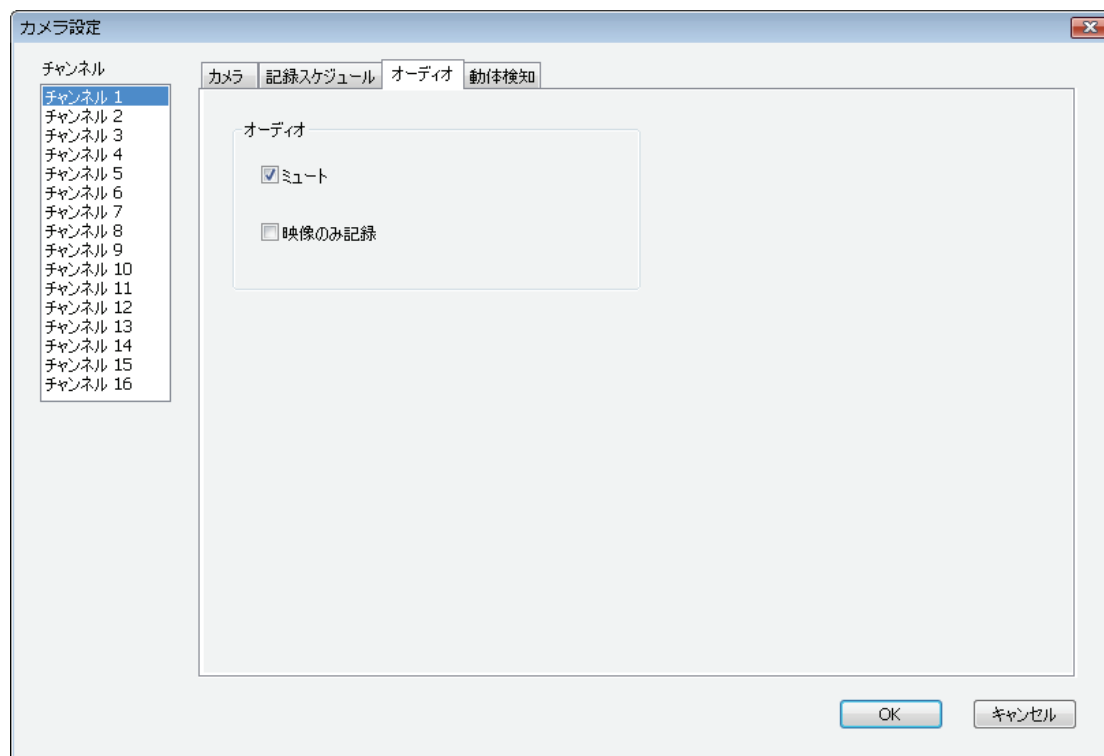 カメラ設定
チャンネル
チャンネル 1
チャンネル 2
チャンネル 3
チャンネル 4
チャンネル 5
チャンネル 6
チャンネル 7
チャンネル 8
チャンネル 9
チャンネル 10
チャンネル 11
チャンネル 12
チャンネル 13
チャンネル 14
チャンネル 15
チャンネル 16
カメラ 記録スケジュール オーディオ 動体検知
オーディオ
ミュート
映像のみ記録
OK キャンセル